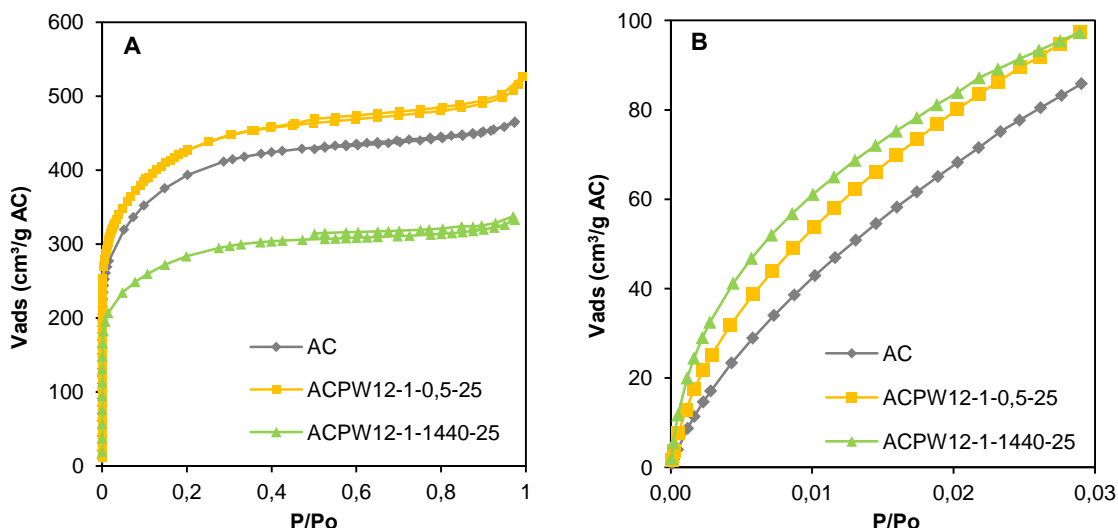 A
Vads (cm³/g AC)
600
500
400
300
200
100
0
0 0,2 0,4 0,6 0,8 1
P/Po
AC
ACPW12-1-0,5-25
ACPW12-1-1440-25
B
Vads (cm³/g AC)
100
80
60
40
20
0
0,00 0,01 0,02 0,03
P/Po
AC
ACPW12-1-0,5-25
ACPW12-1-1440-25